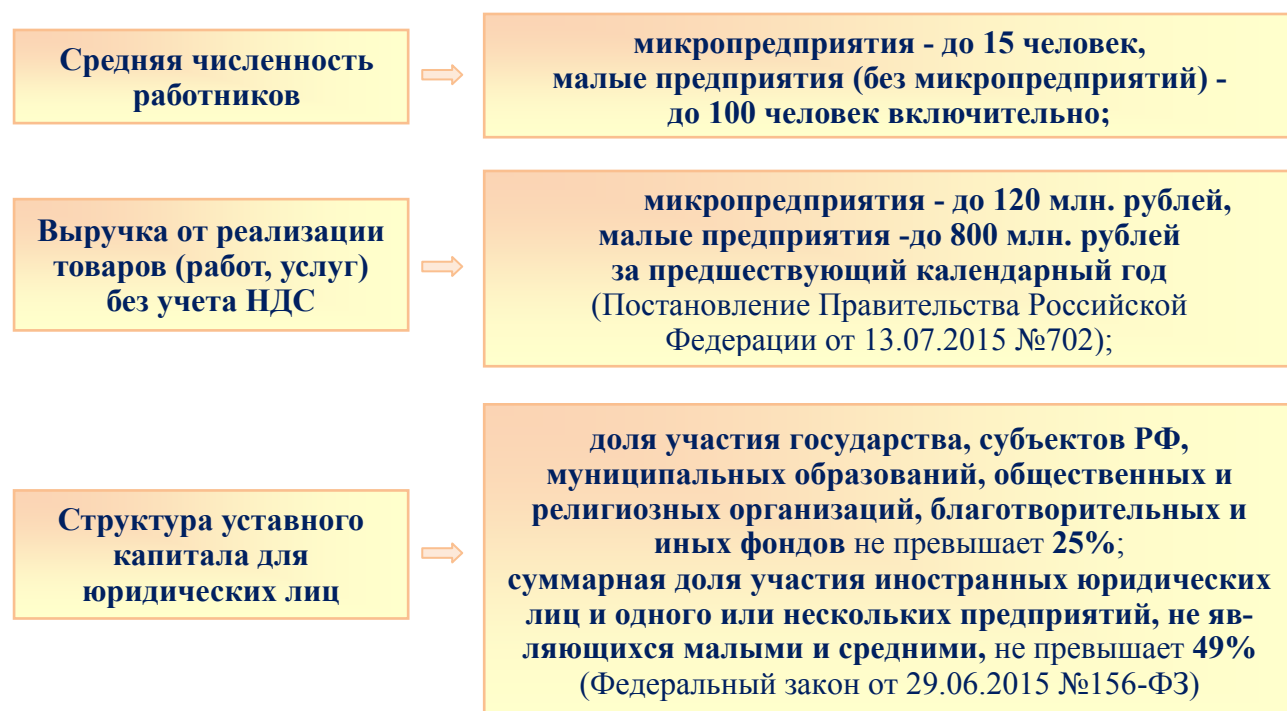 Средняя численность
работников
микропредприятия - до 15 человек,
малые предприятия (без микропредприятий) -
до 100 человек включительно;
Выручка от реализации
товаров (работ, услуг)
без учета НДС
микропредприятия - до 120 млн. рублей,
малые предприятия -до 800 млн. рублей
за предшествующий календарный год
(Постановление Правительства Российской
Федерации от 13.07.2015 №702);
Структура уставного
капитала для
юридических лиц
доля участия государства, субъектов РФ,
муниципальных образований, общественных и
религиозных организаций, благотворительных и
иных фондов не превышает 25%;
суммарная доля участия иностранных юридических
лиц и одного или нескольких предприятий, не яв-
ляющихся малыми и средними, не превышает 49%
(Федеральный закон от 29.06.2015 №156-ФЗ)